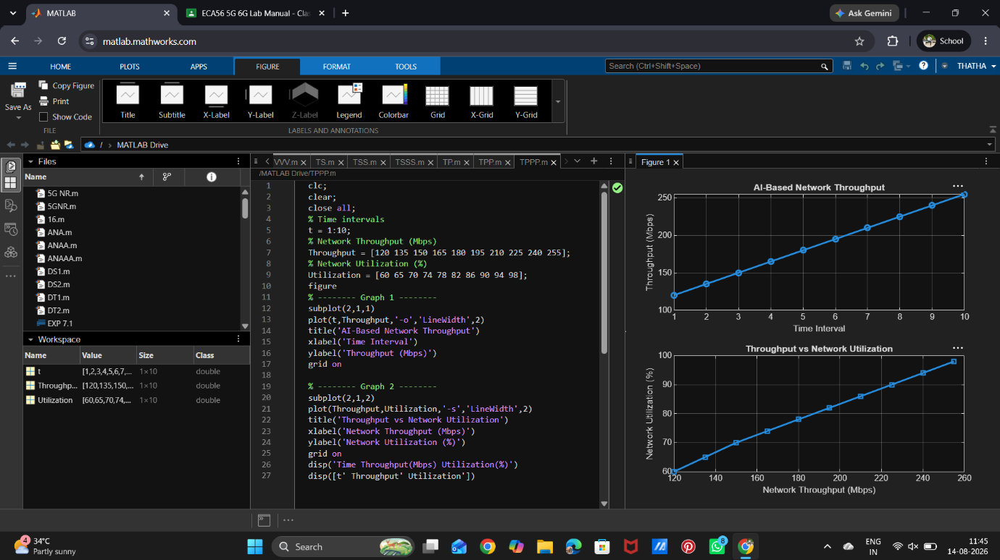 MATLAB
ECA56 5G 6G Lab Manual - Clas
Ask Gemini
matlab.mathworks.com
School
HOME PLOTS APPS FIGURE FORMAT TOOLS
Search (Ctrl+Shift+Space)
THATHA
Save As
Copy Figure
Print
Show Code
FILE
Title Subtitle X-Label Y-Label Z-Label Legend Colorbar Grid X-Grid Y-Grid
LABELS AND ANNOTATIONS
/ > MATLAB Drive
Files
Name
5G NR.m
5GNR.m
16.m
ANA.m
ANAA.m
ANAAA.m
DS1.m
DS2.m
DT1.m
DT2.m
EXP 7.1
Workspace
Name Value Size Class
t [1,2,3,4,5,6,7,... 1×10 double
Throughp... [120,135,150,... 1×10 double
Utilization [60,65,70,74,... 1×10 double
VVV.m TS.m TSS.m TSSS.m TP.m TPP.m TPPP.m
/MATLAB Drive/TPPP.m
1 clc;
2 clear;
3 close all;
4 % Time intervals
5 t = 1:10;
6 % Network Throughput (Mbps)
7 Throughput = [120 135 150 165 180 195 210 225 240 255];
8 % Network Utilization (%)
9 Utilization = [60 65 70 74 78 82 86 90 94 98];
10 figure
11 % -------- Graph 1 --------
12 subplot(2,1,1)
13 plot(t,Throughput,'-o','LineWidth',2)
14 title('AI-Based Network Throughput')
15 xlabel('Time Interval')
16 ylabel('Throughput (Mbps)')
17 grid on
18
19 % -------- Graph 2 --------
20 subplot(2,1,2)
21 plot(Throughput,Utilization,'-s','LineWidth',2)
22 title('Throughput vs Network Utilization')
23 xlabel('Network Throughput (Mbps)')
24 ylabel('Network Utilization (%)')
25 grid on
26 disp('Time Throughput(Mbps) Utilization(%)')
27 disp([t' Throughput' Utilization'])
Figure 1
AI-Based Network Throughput
Throughput (Mbps)
250
200
150
100
1 2 3 4 5 6 7 8 9 10
Time Interval
Throughput vs Network Utilization
Network Utilization (%)
100
90
80
70
60
120 140 160 180 200 220 240 260
Network Throughput (Mbps)
4
34°C
Partly sunny
Search
8
ENG
IN
11:45
14-08-2026